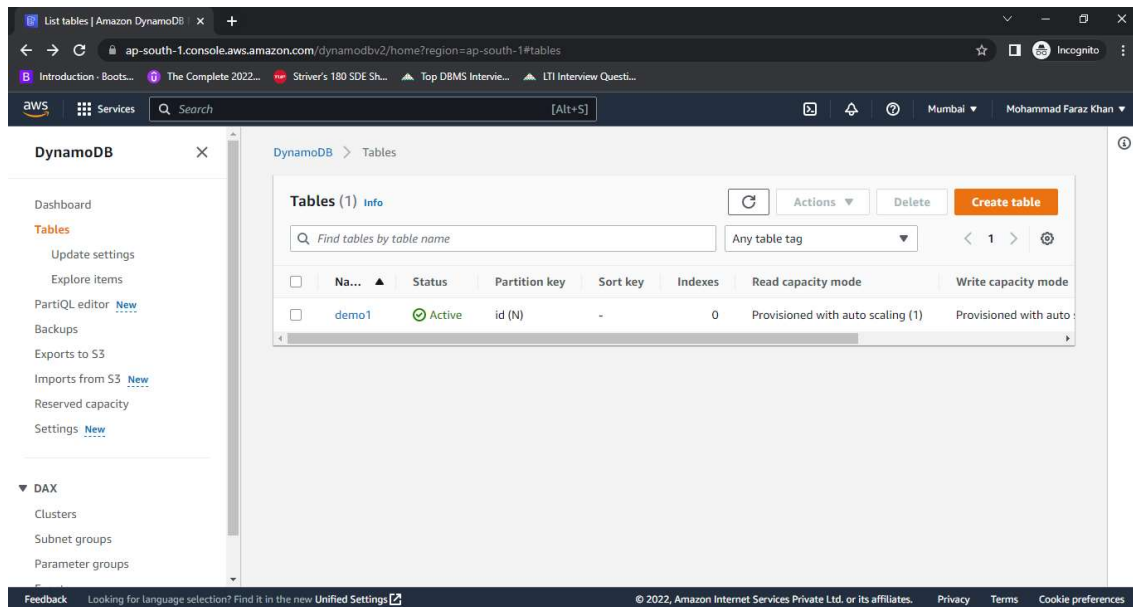 List tables | Amazon DynamoDB
ap-south-1.console.aws.amazon.com/dynamodbv2/home?region=ap-south-1#tables
Incognito
B Introduction - Boots...
The Complete 2022...
Striver's 180 SDE Sh...
Top DBMS Intervie...
LTI Interview Questi...
aws
Services
Search
[Alt+S]
Mumbai
Mohammad Faraz Khan
DynamoDB
Dashboard
Tables
Update settings
Explore items
PartiQL editor New
Backups
Exports to S3
Imports from S3 New
Reserved capacity
Settings New
DAX
Clusters
Subnet groups
Parameter groups
DynamoDB > Tables
Tables (1) Info
Actions
Delete
Create table
Find tables by table name
Any table tag
1
Na... Status Partition key Sort key Indexes Read capacity mode Write capacity mode
demo1 Active id (N) - 0 Provisioned with auto scaling (1) Provisioned with auto
Feedback Looking for language selection? Find it in the new Unified Settings
© 2022, Amazon Internet Services Private Ltd. or its affiliates. Privacy Terms Cookie preferences